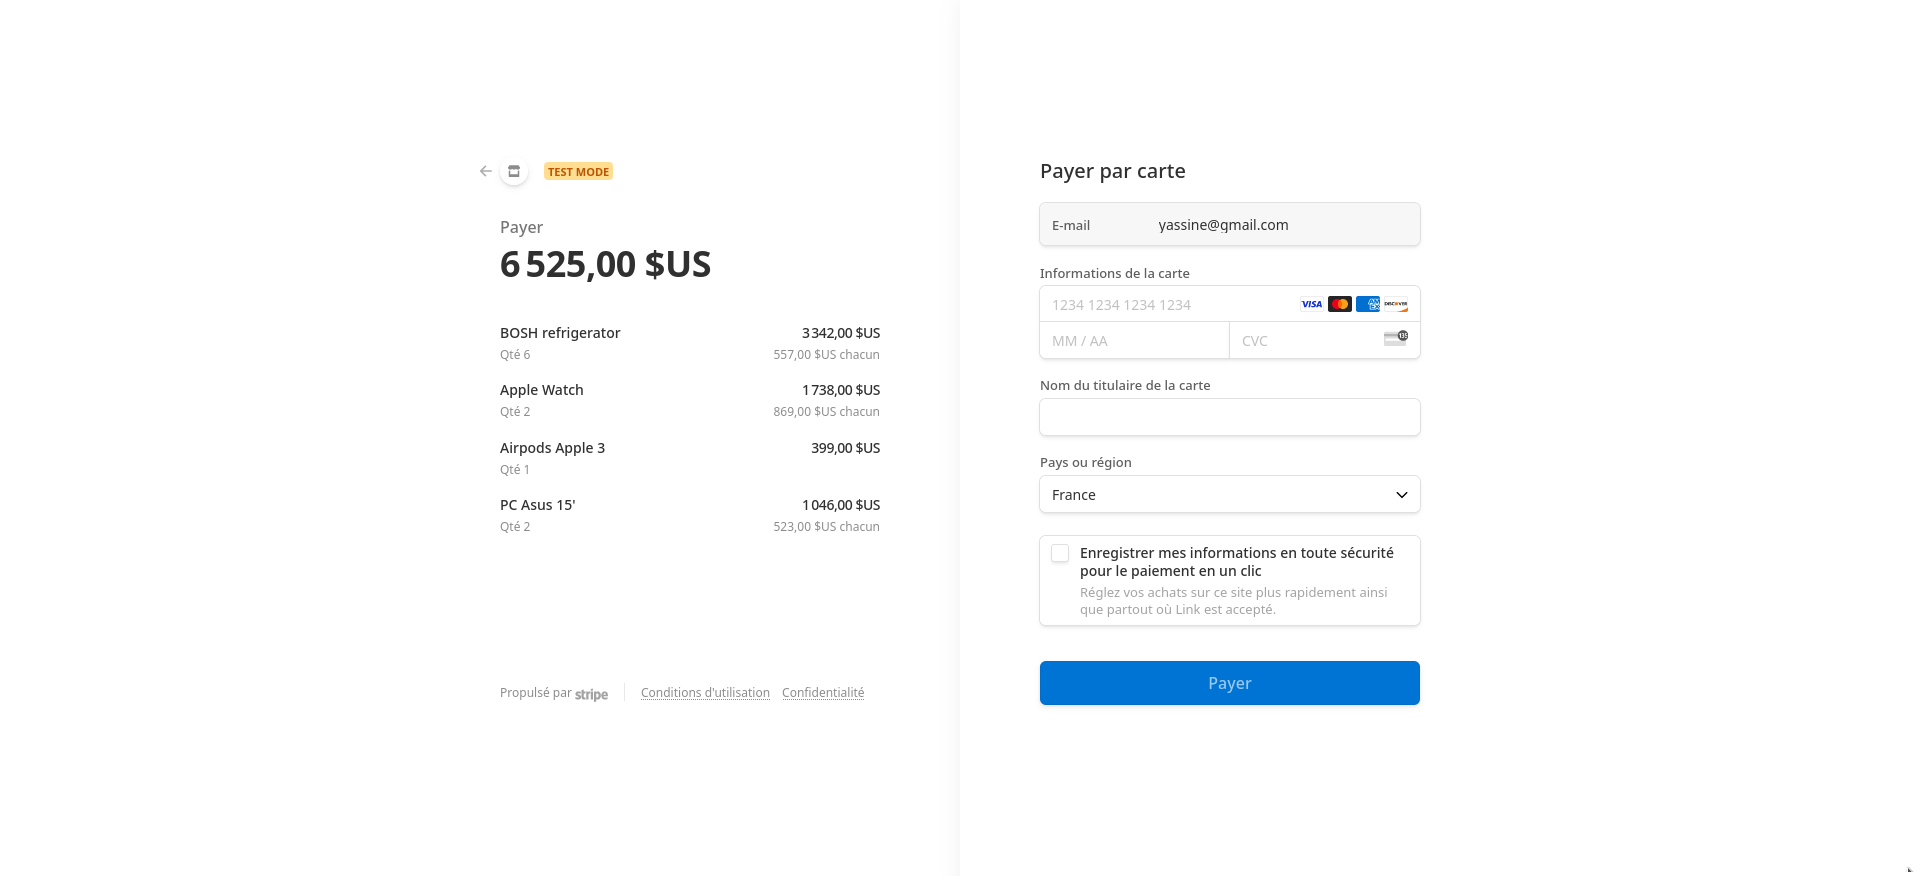 TEST MODE
Payer
6 525,00 $US
BOSH refrigerator 3 342,00 $US
Qté 6 557,00 $US chacun
Apple Watch 1 738,00 $US
Qté 2 869,00 $US chacun
Airpods Apple 3 399,00 $US
Qté 1
PC Asus 15' 1 046,00 $US
Qté 2 523,00 $US chacun
Propulsé par stripe Conditions d'utilisation Confidentialité
Payer par carte
E-mail yassine@gmail.com
Informations de la carte
1234 1234 1234 1234 VISA AMEX DISCOVER
MM / AA CVC
Nom du titulaire de la carte
Pays ou région
France
Enregistrer mes informations en toute sécurité
pour le paiement en un clic
Réglez vos achats sur ce site plus rapidement ainsi
que partout où Link est accepté.
Payer